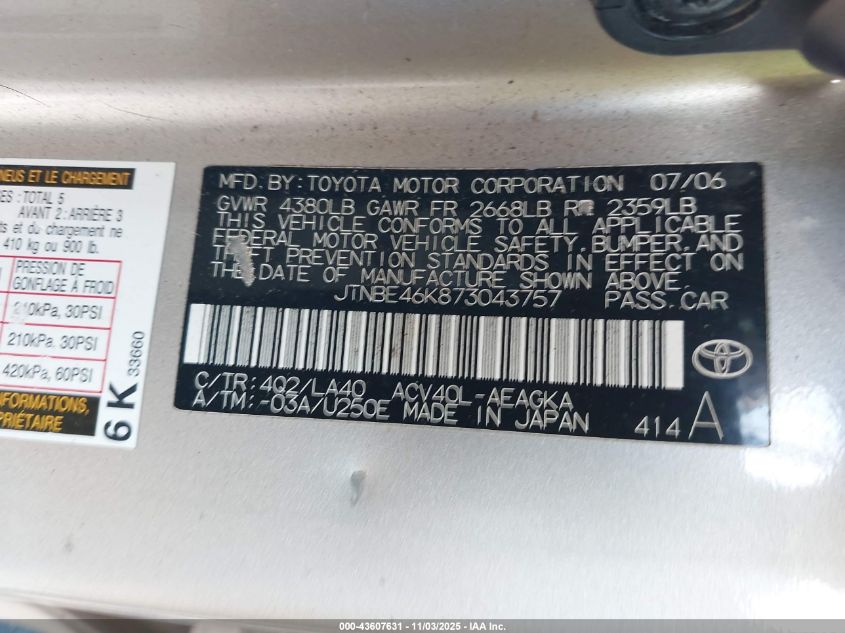 NEUS ET LE CHARGEMENT
TOTAL 5
AVANT 2: ARRIÈRE 3
ts et du chargement ne
410 kg ou 900 lb.
PRESSION DE
GONFLAGE À FROID
210kPa, 30PSI
210kPa, 30PSI
420kPa, 60PSI
INFORMATIONS,
6K
33660
MFD. BY: TOYOTA MOTOR CORPORATION 07/06
GVWR 4380LB GAWR FR 2668LB RR 2359LB
THIS VEHICLE CONFORMS TO ALL APPLICABLE
FEDERAL MOTOR VEHICLE SAFETY, BUMPER, AND
THEFT PREVENTION STANDARDS IN EFFECT ON
THE DATE OF MANUFACTURE SHOWN ABOVE.
JTNBE46K873043757 PASS. CAR
C/TR: 4Q2/LA40 ACV40L-AEAGKA
A/TM: -03A/U250E MADE IN JAPAN
414 A
000-43607631 - 11/03/2025 - IAA Inc.